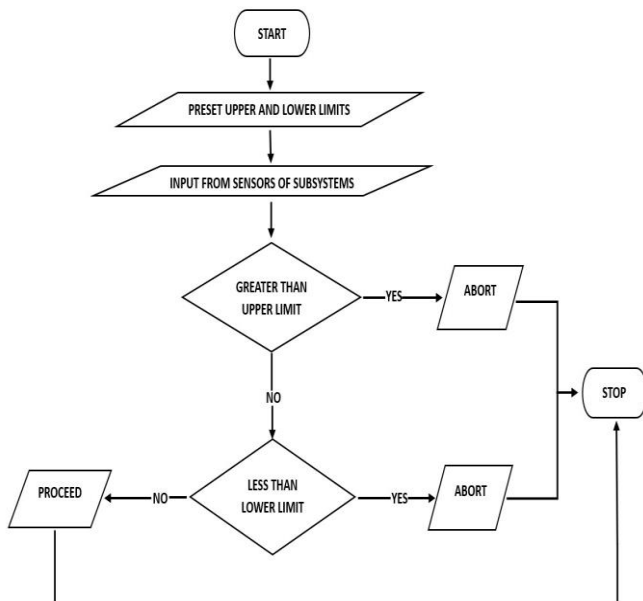 START
PRESET UPPER AND LOWER LIMITS
INPUT FROM SENSORS OF SUBSYSTEMS
GREATER THAN
UPPER LIMIT
YES
ABORT
NO
STOP
LESS THAN
LOWER LIMIT
YES
ABORT
NO
PROCEED